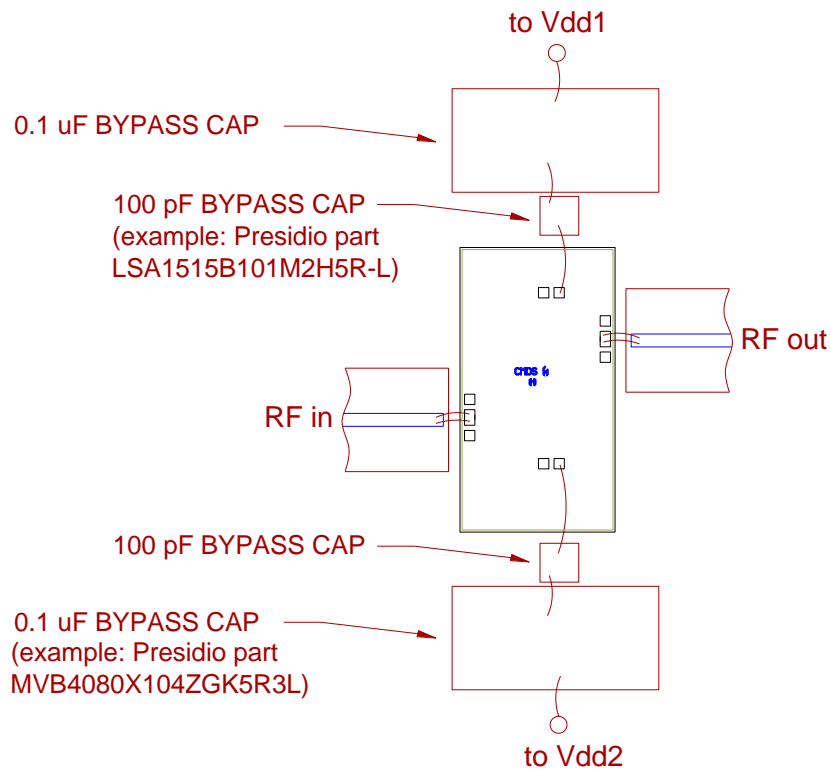 to Vdd1
0.1 uF BYPASS CAP
100 pF BYPASS CAP
(example: Presidio part
LSA1515B101M2H5R-L)
RF out
RF in
100 pF BYPASS CAP
0.1 uF BYPASS CAP
(example: Presidio part
MVB4080X104ZGK5R3L)
to Vdd2